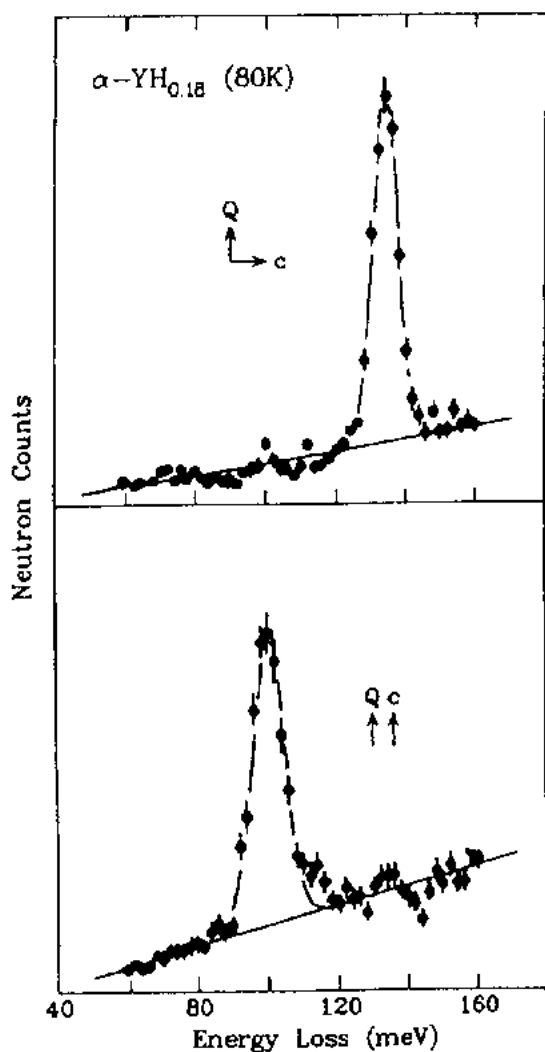 α-YH0.18 (80K)
Q
c
Neutron Counts
Q c
40 80 120 160
Energy Loss (meV)